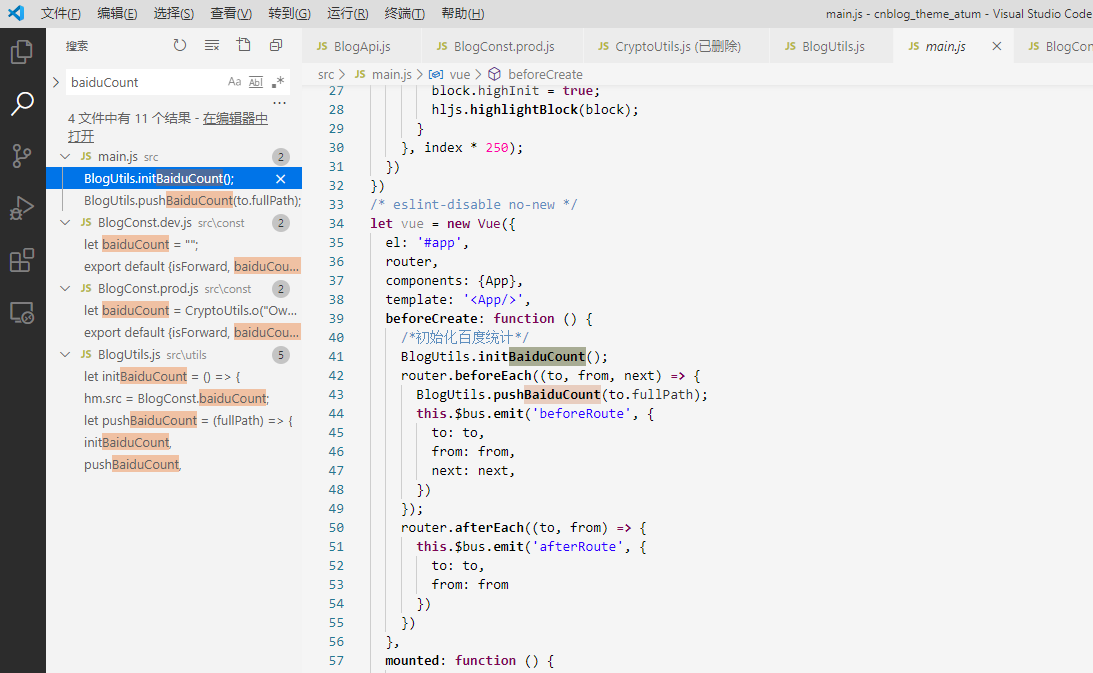 文件(F) 编辑(E) 选择(S) 查看(V) 转到(G) 运行(R) 终端(T) 帮助(H) main.js - cnblog_theme_atum - Visual Studio Code
搜索
baiduCount Aa Abl .*
4 文件中有 11 个结果 - 在编辑器中
打开
JS main.js src 2
BlogUtils.initBaiduCount();
BlogUtils.pushBaiduCount(to.fullPath);
JS BlogConst.dev.js src\const 2
let baiduCount = "";
export default {isForward, baiduCou...
JS BlogConst.prod.js src\const 2
let baiduCount = CryptoUtils.o("Ow...
export default {isForward, baiduCou...
JS BlogUtils.js src\utils 5
let initBaiduCount = () => {
hm.src = BlogConst.baiduCount;
let pushBaiduCount = (fullPath) => {
initBaiduCount,
pushBaiduCount,
JS BlogApi.js JS BlogConst.prod.js JS CryptoUtils.js (已删除) JS BlogUtils.js JS main.js JS BlogCon
src > JS main.js > vue > beforeCreate
27 block.highInit = true;
28 hljs.highlightBlock(block);
29 }
30 }, index * 250);
31 })
32 })
33 /* eslint-disable no-new */
34 let vue = new Vue({
35 el: '#app',
36 router,
37 components: {App},
38 template: '<App/>',
39 beforeCreate: function () {
40 /*初始化百度统计*/
41 BlogUtils.initBaiduCount();
42 router.beforeEach((to, from, next) => {
43 BlogUtils.pushBaiduCount(to.fullPath);
44 this.$bus.emit('beforeRoute', {
45 to: to,
46 from: from,
47 next: next,
48 })
49 });
50 router.afterEach((to, from) => {
51 this.$bus.emit('afterRoute', {
52 to: to,
53 from: from
54 })
55 })
56 },
57 mounted: function () {